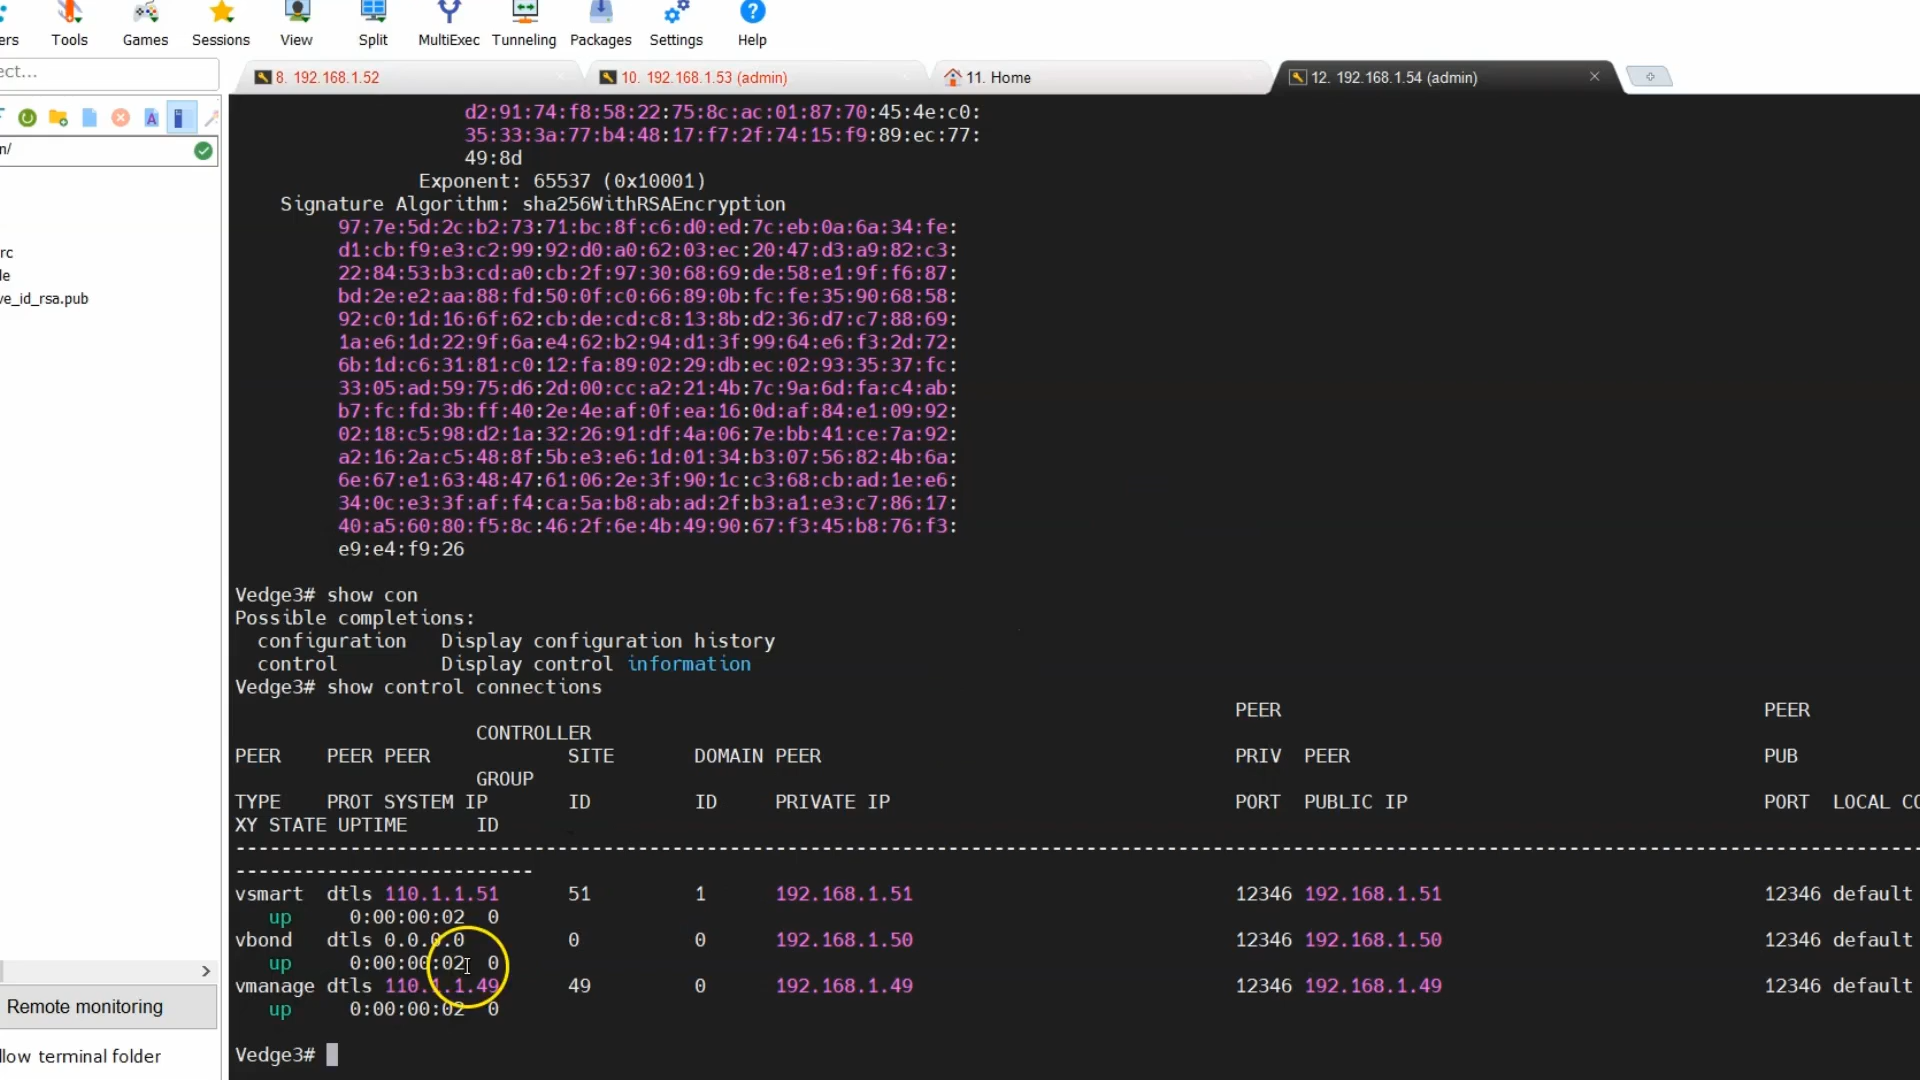 ers Tools Games Sessions View Split MultiExec Tunneling Packages Settings Help
ect...
8. 192.168.1.52
10. 192.168.1.53 (admin)
11. Home
12. 192.168.1.54 (admin)
n/
rc
le
ve_id_rsa.pub
Remote monitoring
llow terminal folder
d2:91:74:f8:58:22:75:8c:ac:01:87:70:45:4e:c0:
35:33:3a:77:b4:48:17:f7:2f:74:15:f9:89:ec:77:
49:8d
Exponent: 65537 (0x10001)
Signature Algorithm: sha256WithRSAEncryption
97:7e:5d:2c:b2:73:71:bc:8f:c6:d0:ed:7c:eb:0a:6a:34:fe:
d1:cb:f9:e3:c2:99:92:d0:a0:62:03:ec:20:47:d3:a9:82:c3:
22:84:53:b3:cd:a0:cb:2f:97:30:68:69:de:58:e1:9f:f6:87:
bd:2e:e2:aa:88:fd:50:0f:c0:66:89:0b:fc:fe:35:90:68:58:
92:c0:1d:16:6f:62:cb:de:cd:c8:13:8b:d2:36:d7:c7:88:69:
1a:e6:1d:22:9f:6a:e4:62:b2:94:d1:3f:99:64:e6:f3:2d:72:
6b:1d:c6:31:81:c0:12:fa:89:02:29:db:ec:02:93:35:37:fc:
33:05:ad:59:75:d6:2d:00:cc:a2:21:4b:7c:9a:6d:fa:c4:ab:
b7:fc:fd:3b:ff:40:2e:4e:af:0f:ea:16:0d:af:84:e1:09:92:
02:18:c5:98:d2:1a:32:26:91:df:4a:06:7e:bb:41:ce:7a:92:
a2:16:2a:c5:48:8f:5b:e3:e6:1d:01:34:b3:07:56:82:4b:6a:
6e:67:e1:63:48:47:61:06:2e:3f:90:1c:c3:68:cb:ad:1e:e6:
34:0c:e3:3f:af:f4:ca:5a:b8:ab:ad:2f:b3:a1:e3:c7:86:17:
40:a5:60:80:f5:8c:46:2f:6e:4b:49:90:67:f3:45:b8:76:f3:
e9:e4:f9:26
Vedge3# show con
Possible completions:
configuration Display configuration history
control Display control information
Vedge3# show control connections
PEER PEER
CONTROLLER
PEER PEER PEER SITE DOMAIN PEER PRIV PEER PUB
GROUP
TYPE PROT SYSTEM IP ID ID PRIVATE IP PORT PUBLIC IP PORT LOCAL CO
XY STATE UPTIME ID
--------------------------------------------------------------------------------------------------------------------------------------------------
--------------------------
vsmart dtls 110.1.1.51 51 1 192.168.1.51 12346 192.168.1.51 12346 default
up 0:00:00:02 0
vbond dtls 0.0.0.0 0 0 192.168.1.50 12346 192.168.1.50 12346 default
up 0:00:00:02 0
vmanage dtls 110.1.1.49 49 0 192.168.1.49 12346 192.168.1.49 12346 default
up 0:00:00:02 0
Vedge3#